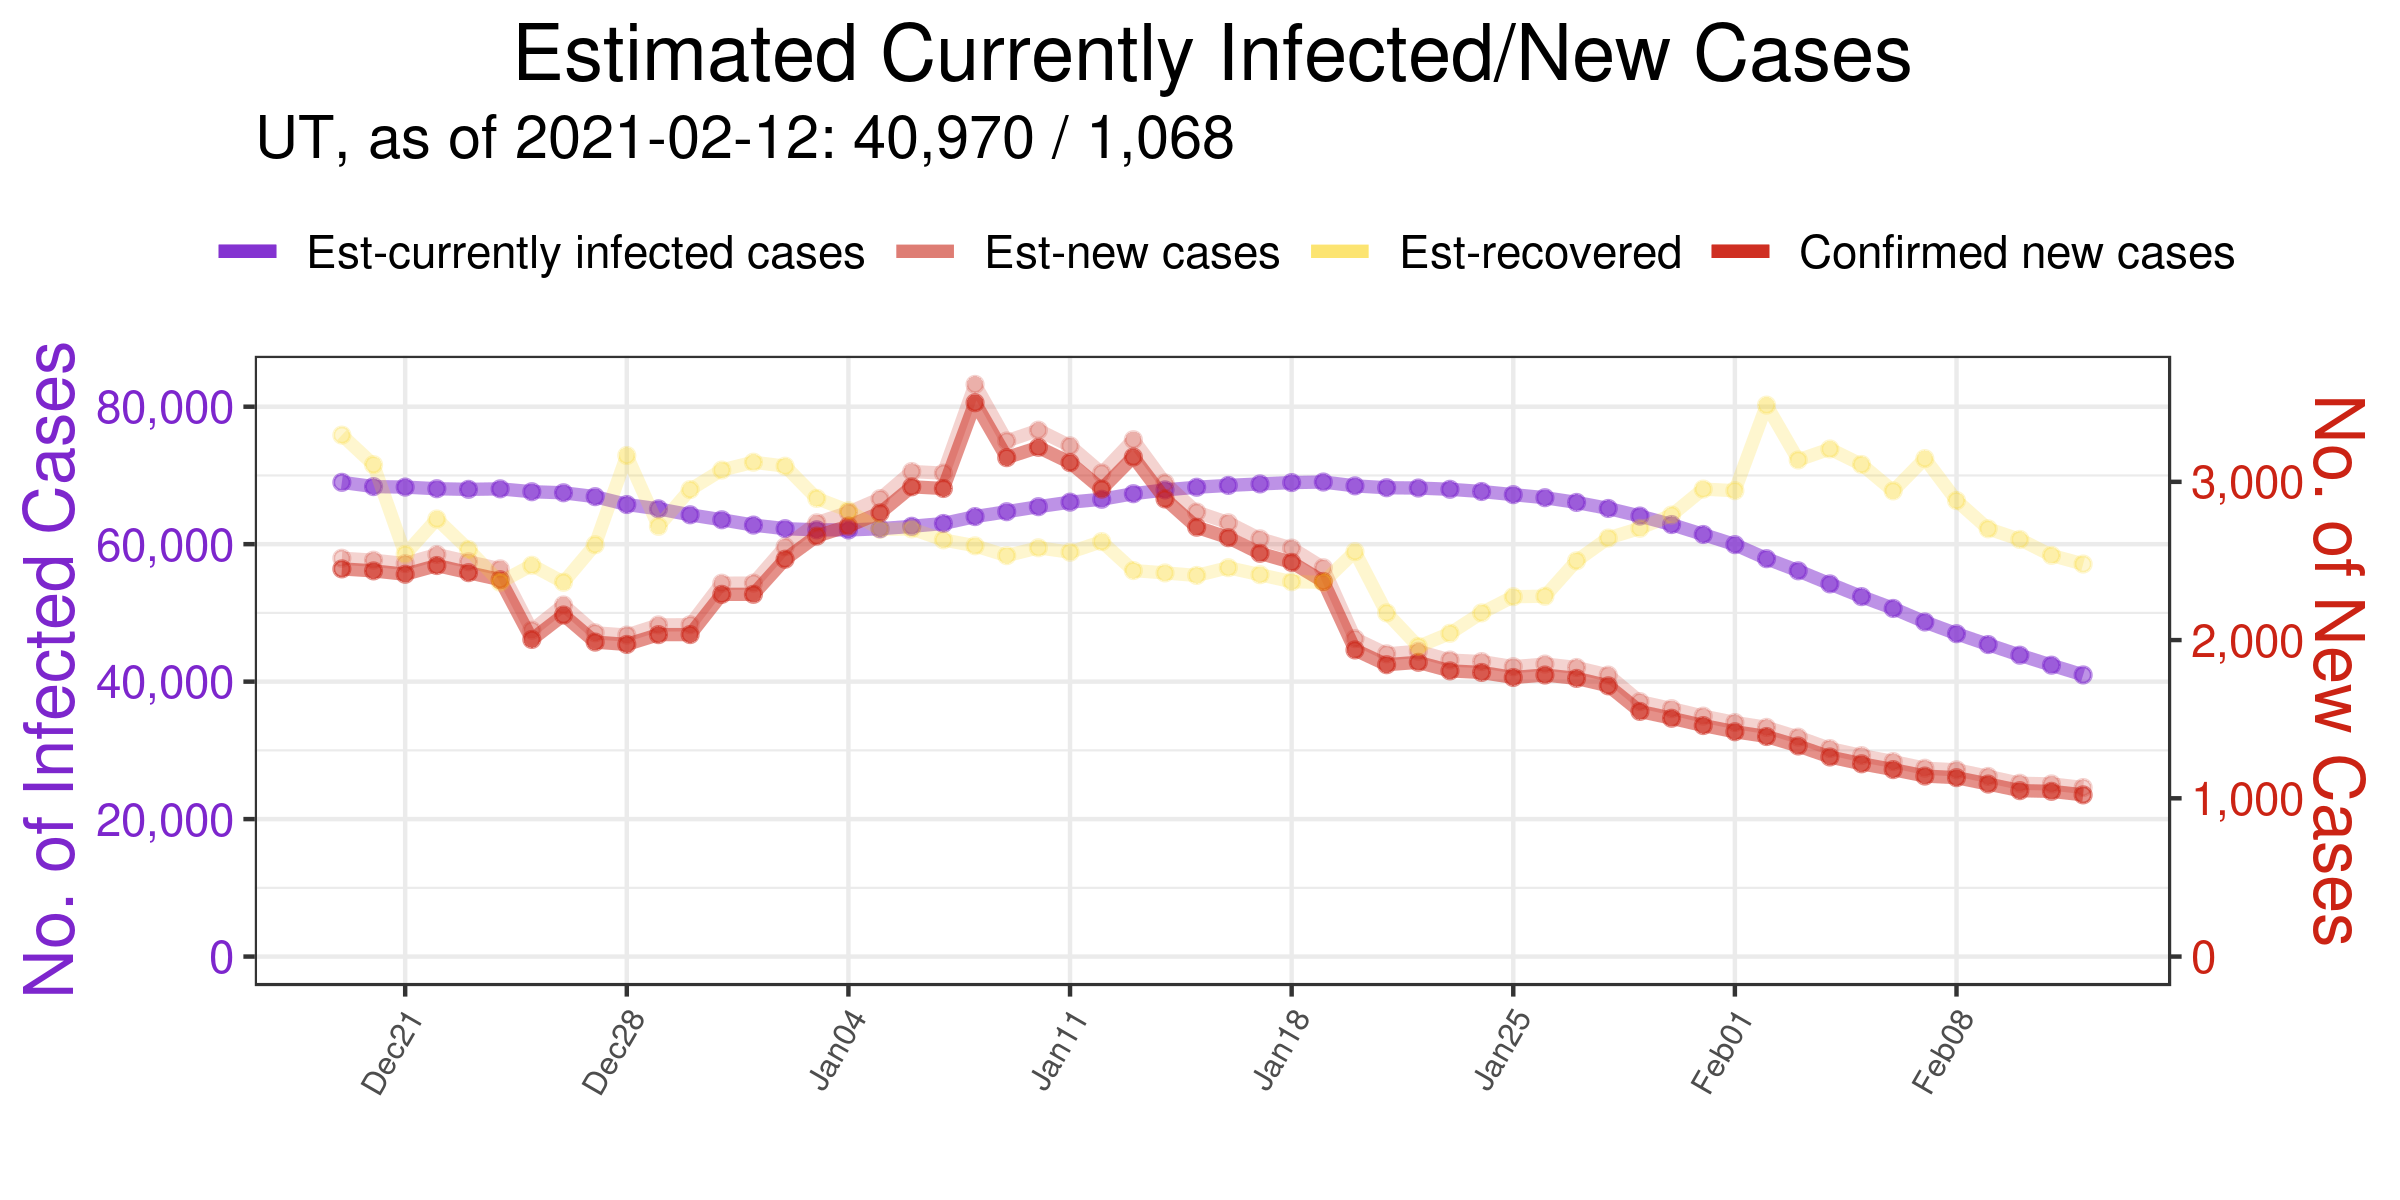 Estimated Currently Infected/New Cases
UT, as of 2021-02-12: 40,970 / 1,068
Est-currently infected cases Est-new cases Est-recovered Confirmed new cases
No. of Infected Cases
80,000
60,000
40,000
20,000
0
No. of New Cases
3,000
2,000
1,000
0
Dec21 Dec28 Jan04 Jan11 Jan18 Jan25 Feb01 Feb08